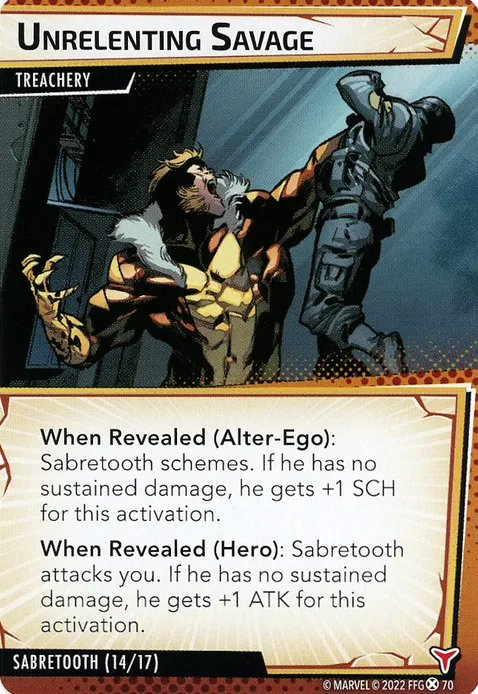 UNRELENTING SAVAGE
TREACHERY
When Revealed (Alter-Ego):
Sabretooth schemes. If he has no
sustained damage, he gets +1 SCH
for this activation.
When Revealed (Hero): Sabretooth
attacks you. If he has no sustained
damage, he gets +1 ATK for this
activation.
SABRETOOTH (14/17)
© MARVEL © 2022 FFG 70